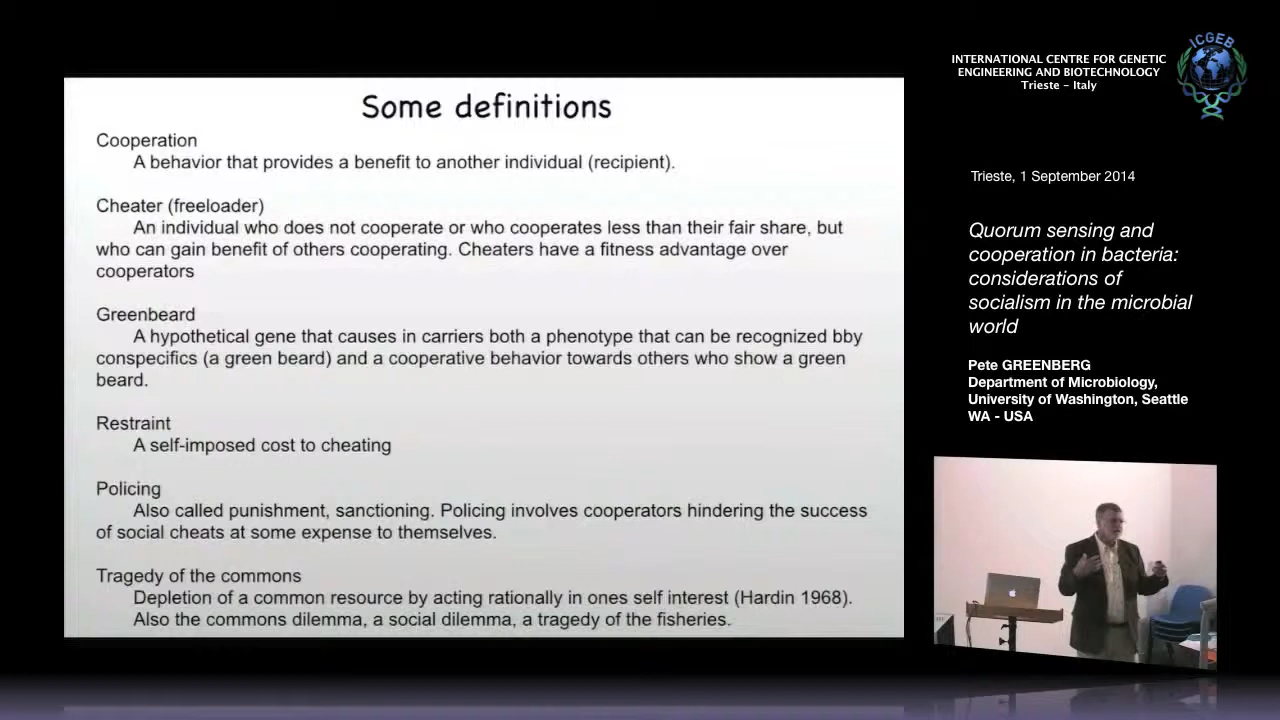 Some definitions
Cooperation
A behavior that provides a benefit to another individual (recipient).
Cheater (freeloader)
An individual who does not cooperate or who cooperates less than their fair share, but
who can gain benefit of others cooperating. Cheaters have a fitness advantage over
cooperators
Greenbeard
A hypothetical gene that causes in carriers both a phenotype that can be recognized bby
conspecifics (a green beard) and a cooperative behavior towards others who show a green
beard.
Restraint
A self-imposed cost to cheating
Policing
Also called punishment, sanctioning. Policing involves cooperators hindering the success
of social cheats at some expense to themselves.
Tragedy of the commons
Depletion of a common resource by acting rationally in ones self interest (Hardin 1968).
Also the commons dilemma, a social dilemma, a tragedy of the fisheries.
INTERNATIONAL CENTRE FOR GENETIC
ENGINEERING AND BIOTECHNOLOGY
Trieste – Italy
ICGEB
Trieste, 1 September 2014
Quorum sensing and
cooperation in bacteria:
considerations of
socialism in the microbial
world
Pete GREENBERG
Department of Microbiology,
University of Washington, Seattle
WA - USA